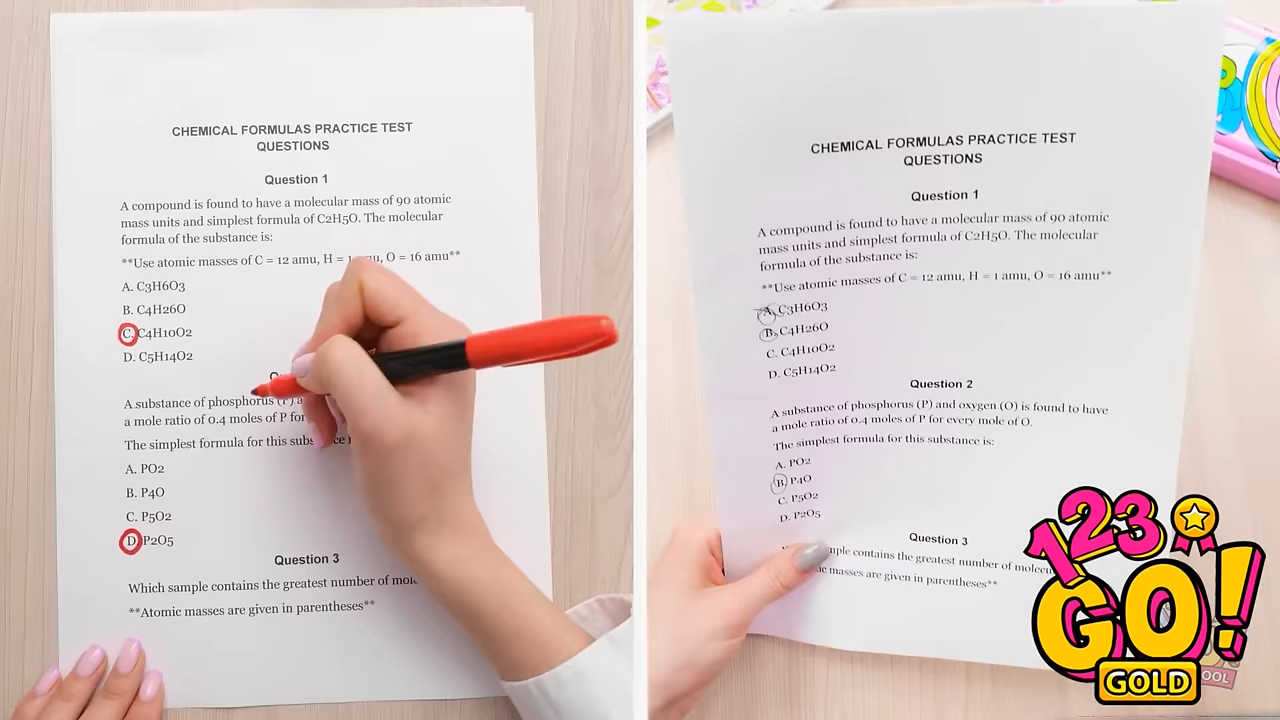 CHEMICAL FORMULAS PRACTICE TEST
QUESTIONS
Question 1
A compound is found to have a molecular mass of 90 atomic
mass units and simplest formula of C2H5O. The molecular
formula of the substance is:
**Use atomic masses of C = 12 amu, H = 1 amu, O = 16 amu**
A. C3H6O3
B. C4H26O
C. C4H10O2
D. C5H14O2
A substance of phosphorus (P) a
a mole ratio of 0.4 moles of P for
The simplest formula for this substance
A. PO2
B. P4O
C. P5O2
D. P2O5
Question 3
Which sample contains the greatest number of
**Atomic masses are given in parentheses**
CHEMICAL FORMULAS PRACTICE TEST
QUESTIONS
Question 1
A compound is found to have a molecular mass of 90 atomic
mass units and simplest formula of C2H5O. The molecular
formula of the substance is:
**Use atomic masses of C = 12 amu, H = 1 amu, O = 16 amu**
A. C3H6O3
B. C4H26O
C. C4H10O2
D. C5H14O2
Question 2
A substance of phosphorus (P) and oxygen (O) is found to have
a mole ratio of 0.4 moles of P for every mole of O.
The simplest formula for this substance is:
A. PO2
B. P4O
C. P5O2
D. P2O5
Question 3
contains the greatest number of
masses are given in parentheses**
123
GO!
GOLD